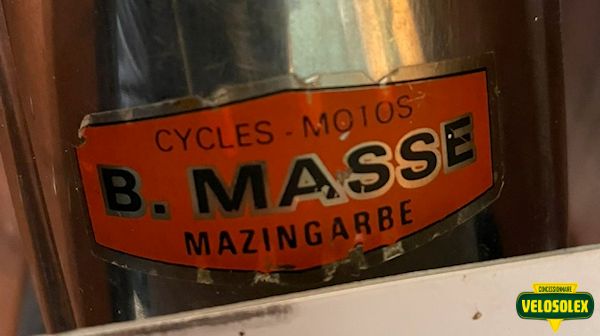 CYCLES - MOTOS
B. MASSE
MAZINGARBE
CONCESSIONNAIRE
VELOSOLEX